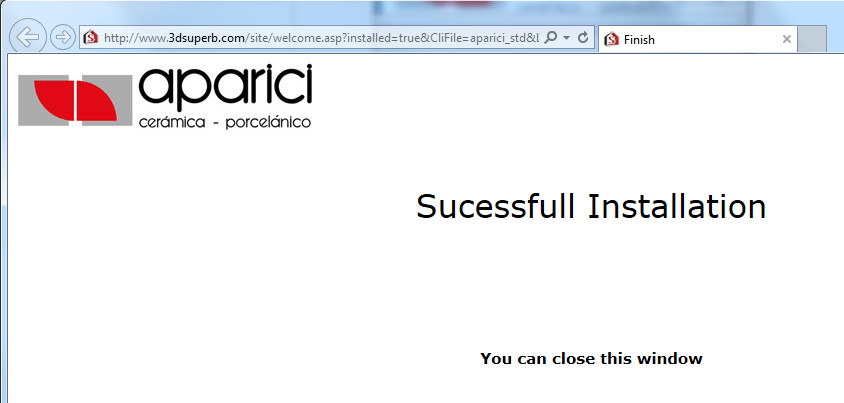 http://www.3dsuperb.com/site/welcome.asp?installed=true&CliFile=aparici_std&L
Finish
aparici
cerámica - porcelánico
Sucessfull Installation
You can close this window